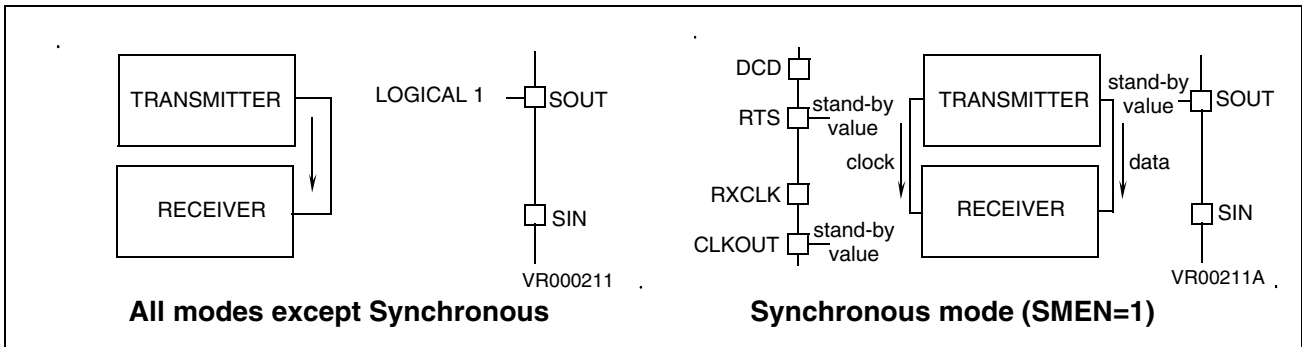 TRANSMITTER
RECEIVER
LOGICAL 1
SOUT
SIN
VR000211
All modes except Synchronous
DCD
RTS
stand-by
value
RXCLK
CLKOUT
stand-by
value
clock
TRANSMITTER
RECEIVER
data
stand-by
value
SOUT
SIN
VR00211A
Synchronous mode (SMEN=1)